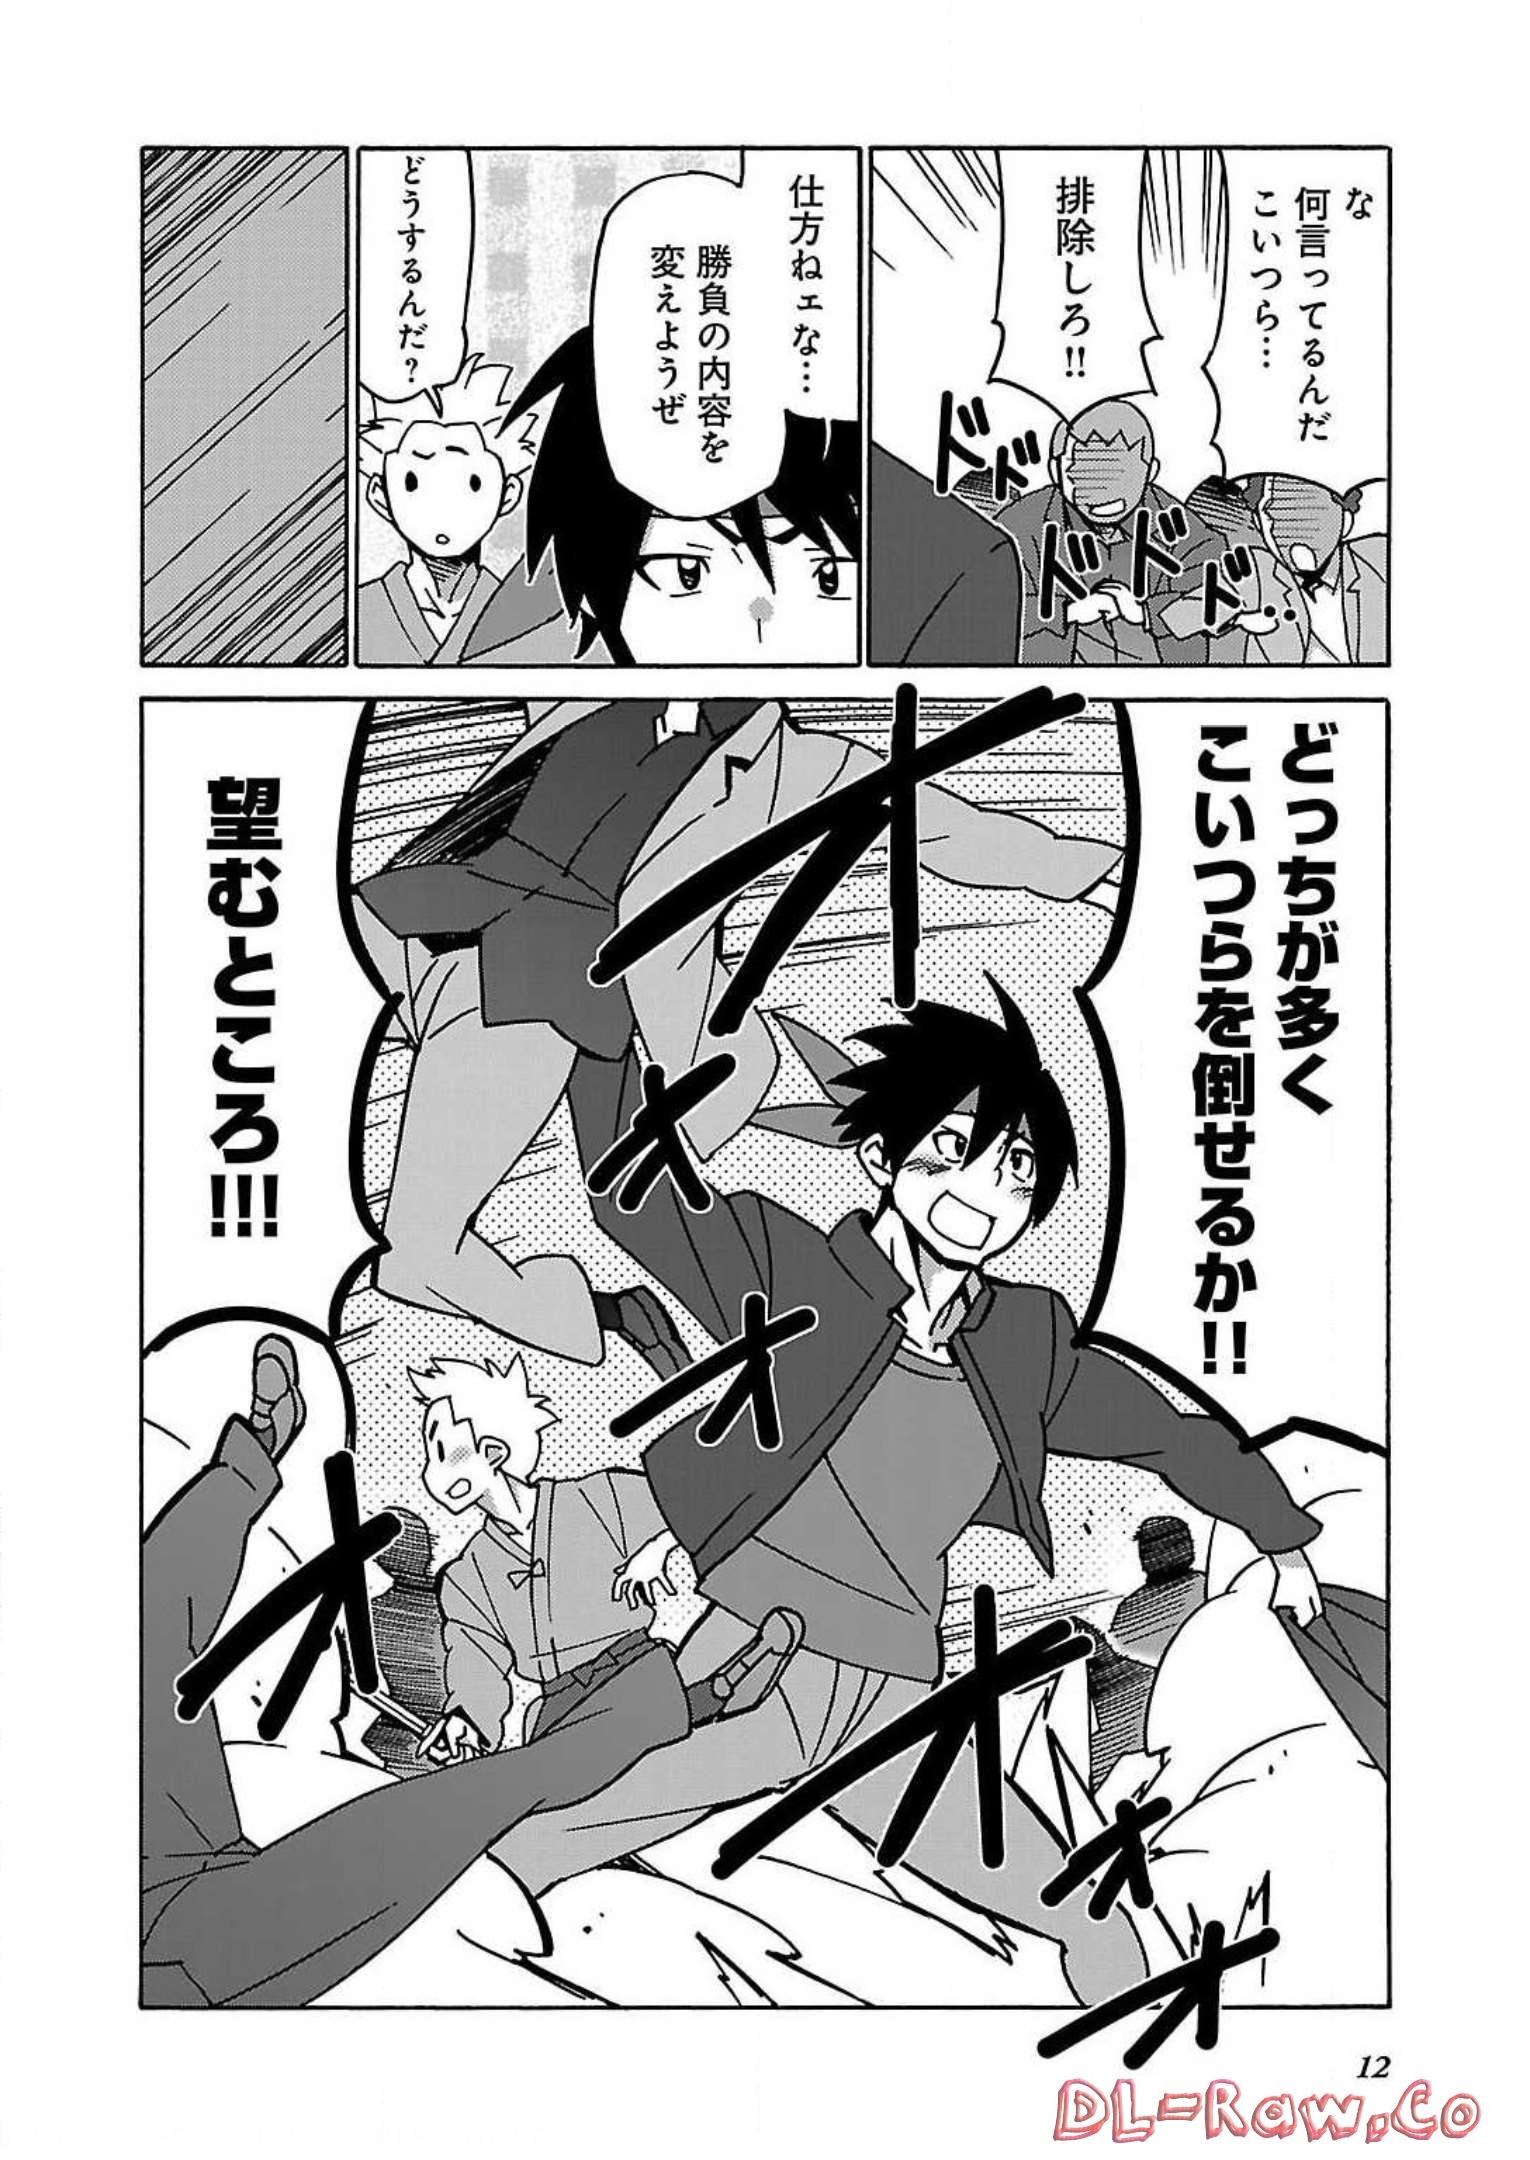 な
何言ってるんだ
こいつら…
排除しろ!!
ドドド
ドドド…
仕方ねェな…
勝負の内容を
変えようぜ
どうするんだ？
どっちが多く
こいつらを倒せるか!!
望むところ!!!
オオオオオオオオ
12
DL-Raw.Co